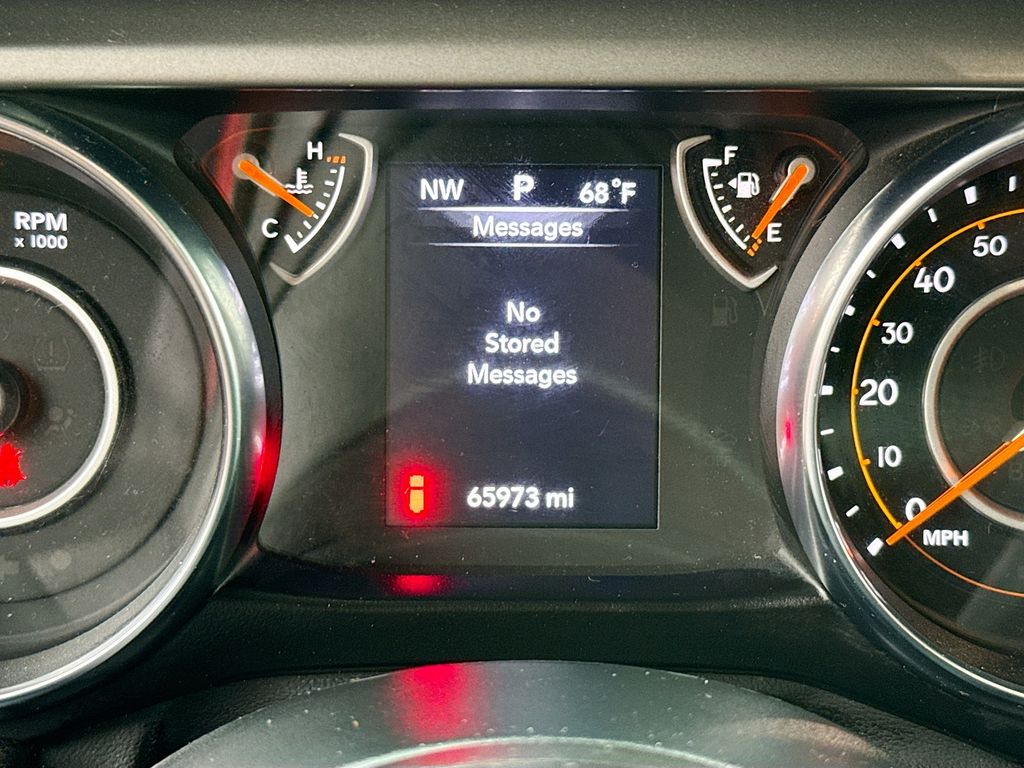 RPM
x 1000
H
C
NW P 68°F
Messages
No
Stored
Messages
65973 mi
F
E
50
40
30
20
10
0
MPH